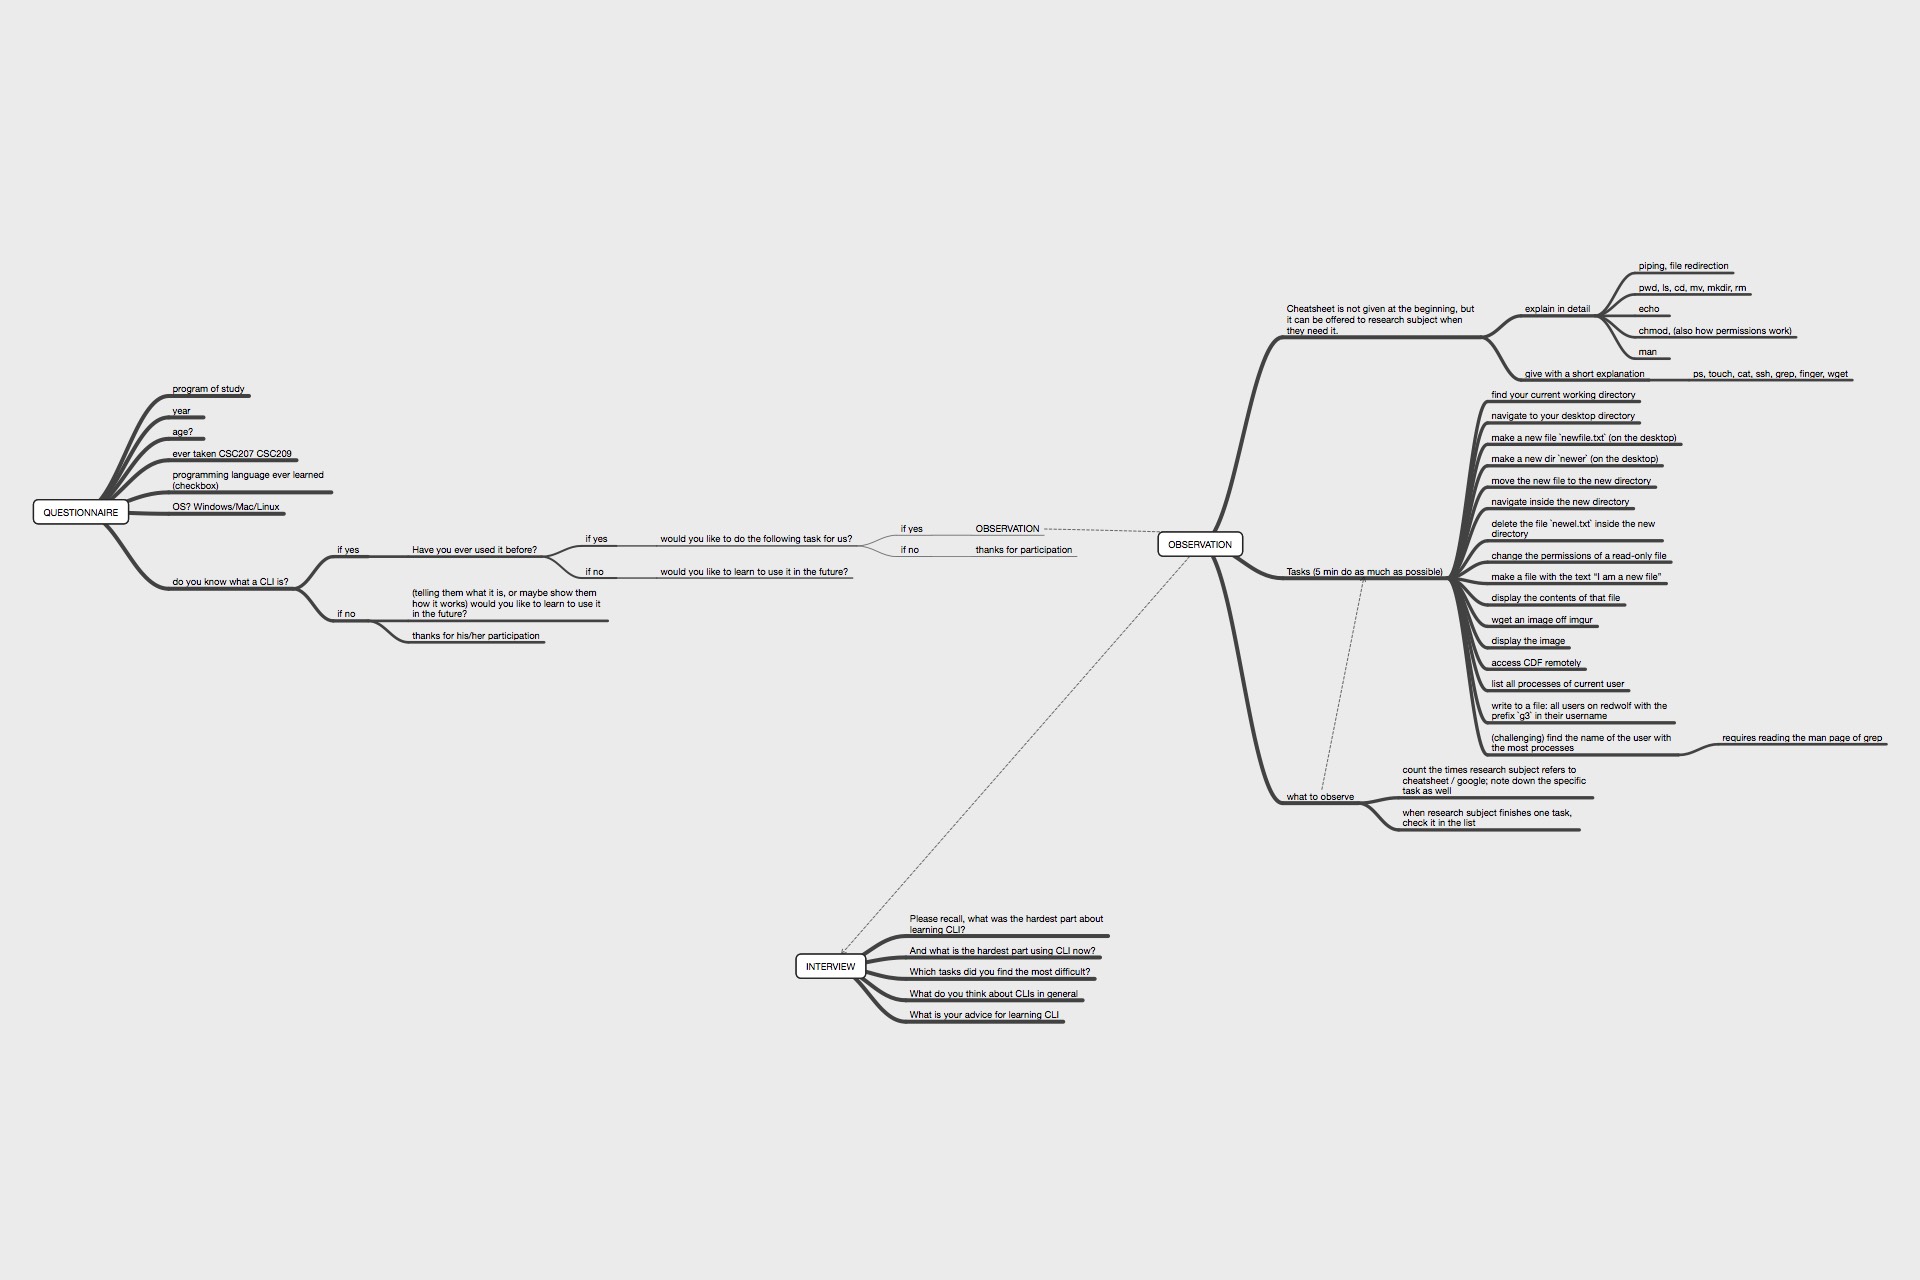 QUESTIONNAIRE
program of study
year
age?
ever taken CSC207 CSC209
programming language ever learned
(checkbox)
OS? Windows/Mac/Linux
do you know what a CLI is?
if yes
Have you ever used it before?
if yes
would you like to do the following task for us?
if yes
OBSERVATION
if no
thanks for participation
if no
would you like to learn to use it in the future?
if no
(telling them what it is, or maybe show them
how it works) would you like to learn to use it
in the future?
thanks for his/her participation
OBSERVATION
Cheatsheet is not given at the beginning, but
it can be offered to research subject when
they need it.
explain in detail
piping, file redirection
pwd, ls, cd, mv, mkdir, rm
echo
chmod, (also how permissions work)
man
give with a short explanation
ps, touch, cat, ssh, grep, finger, wget
Tasks (5 min do as much as possible)
find your current working directory
navigate to your desktop directory
make a new file `newfile.txt` (on the desktop)
make a new dir `newer` (on the desktop)
move the new file to the new directory
navigate inside the new directory
delete the file `newel.txt` inside the new
directory
change the permissions of a read-only file
make a file with the text “I am a new file”
display the contents of that file
wget an image off imgur
display the image
access CDF remotely
list all processes of current user
write to a file: all users on redwolf with the
prefix `g3` in their username
(challenging) find the name of the user with
the most processes
requires reading the man page of grep
what to observe
count the times research subject refers to
cheatsheet / google; note down the specific
task as well
when research subject finishes one task,
check it in the list
INTERVIEW
Please recall, what was the hardest part about
learning CLI?
And what is the hardest part using CLI now?
Which tasks did you find the most difficult?
What do you think about CLIs in general
What is your advice for learning CLI